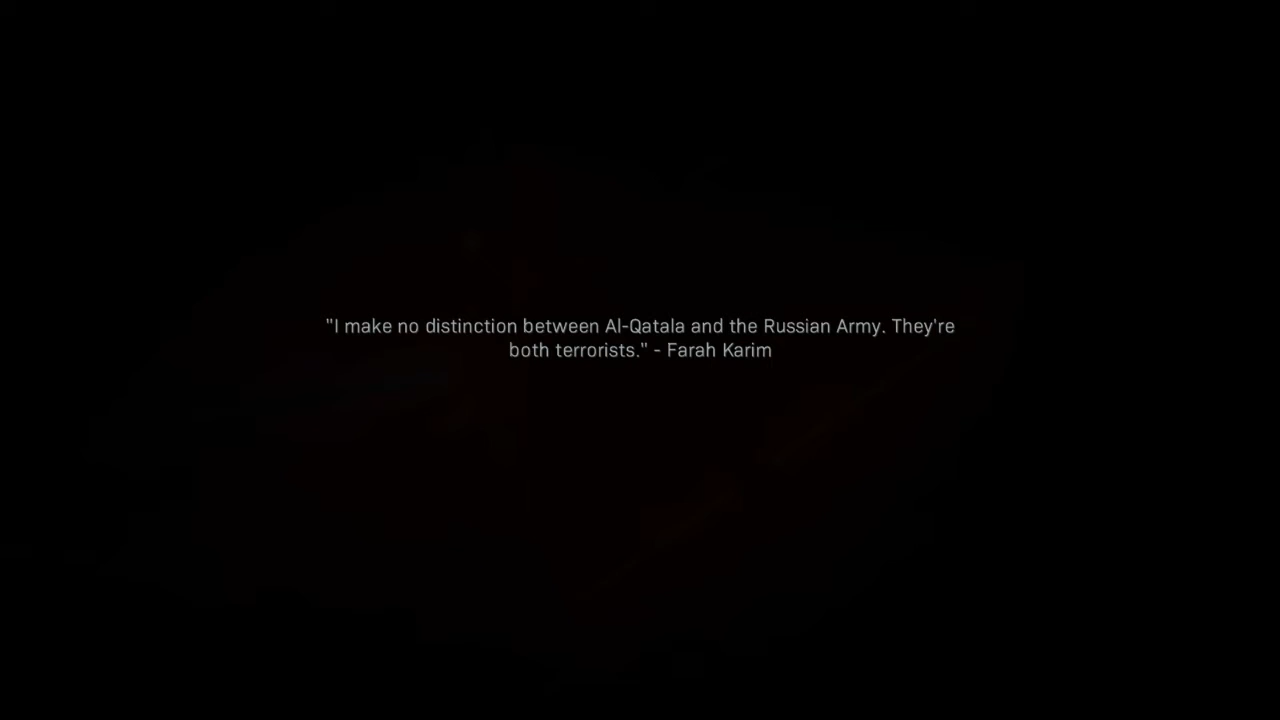 "I make no distinction between Al-Qatala and the Russian Army. They're
both terrorists." - Farah Karim